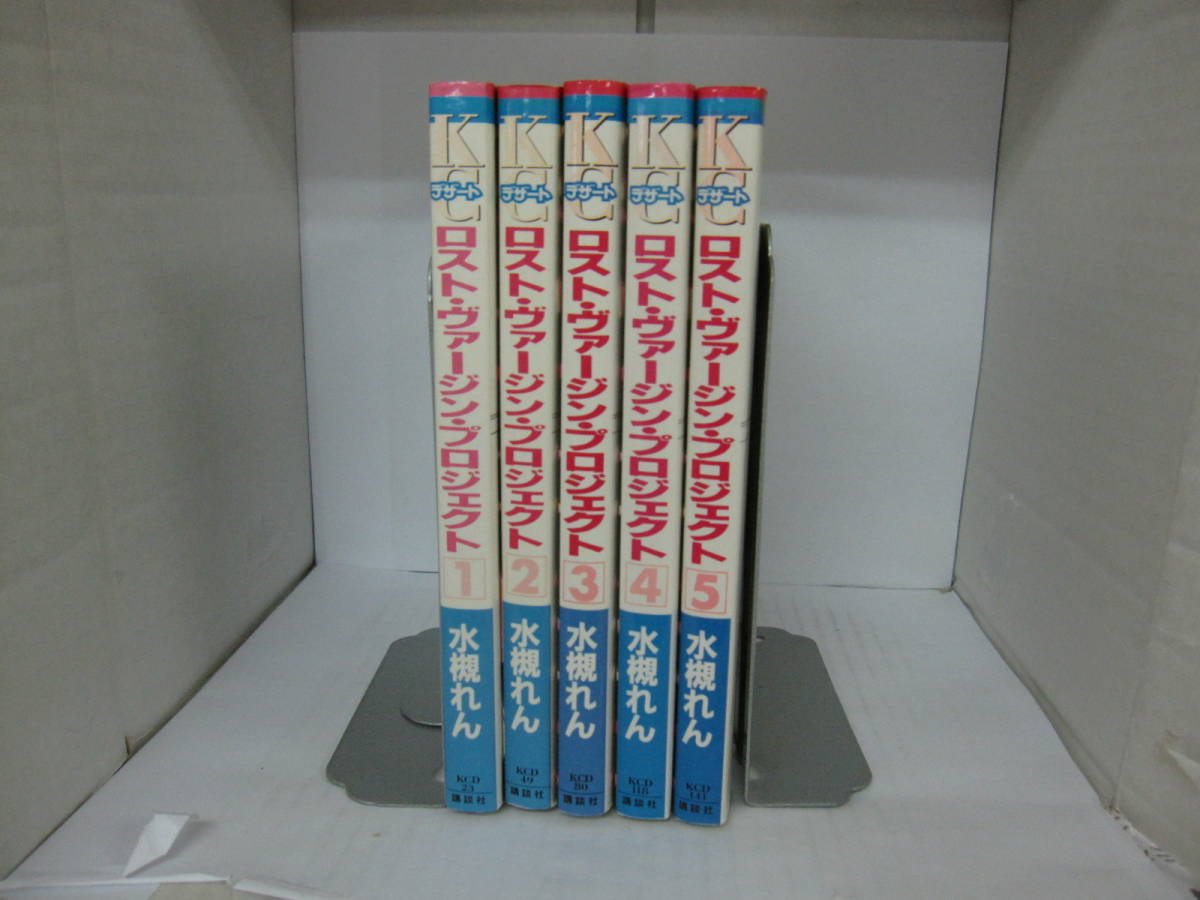 KC
デザート
ロスト・ヴァージン・プロジェクト
1
水槻れん
KCD
23
講談社
KC
デザート
ロスト・ヴァージン・プロジェクト
2
水槻れん
KCD
49
講談社
KC
デザート
ロスト・ヴァージン・プロジェクト
3
水槻れん
KCD
80
講談社
KC
デザート
ロスト・ヴァージン・プロジェクト
4
水槻れん
KCD
118
講談社
KC
デザート
ロスト・ヴァージン・プロジェクト
5
水槻れん
KCD
141
講談社